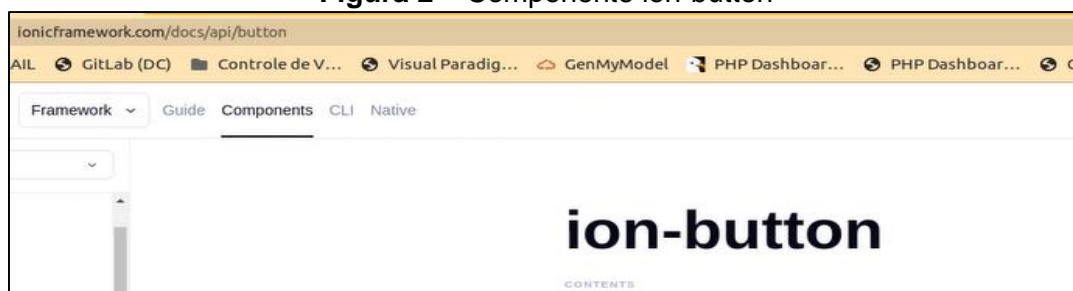 Figura 2 – Componente ion-button
ionicframework.com/docs/api/button
AIL GitLab (DC) Controle de V... Visual Paradig... GenMyModel PHP Dashboar... PHP Dashboar...
Framework Guide Components CLI Native
ion-button
CONTENTS